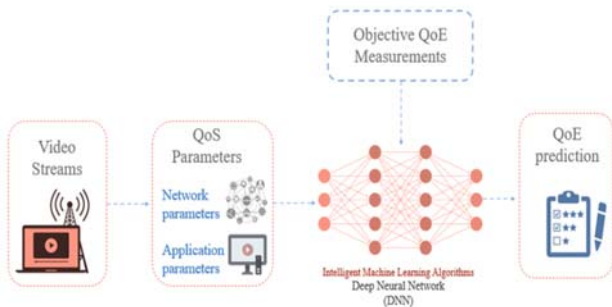 Objective QoE
Measurements
Video
Streams
QoS
Parameters
Network
parameters
Application
parameters
QoE
prediction
Intelligent Machine Learning Algorithms
Deep Neural Network
(DNN)